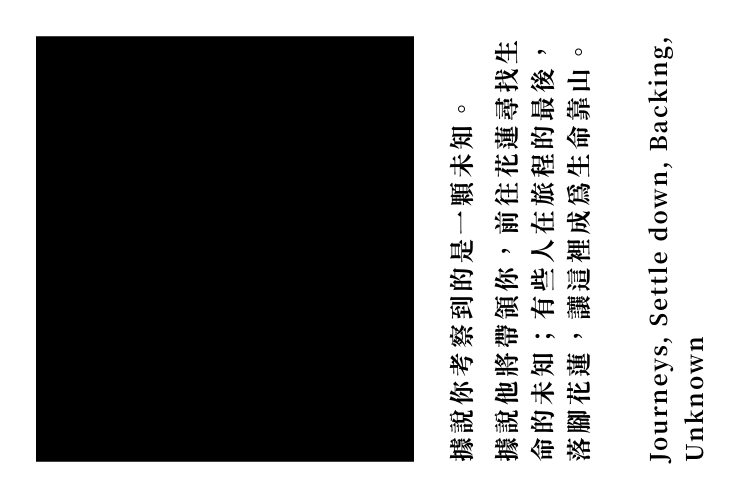 據說你考察到的是一顆未知。
據說他將帶領你，前往花蓮尋找生
命的未知；有些人在旅程的最後，
落腳花蓮，讓這裡成爲生命靠山。
Journeys, Settle down, Backing,
Unknown